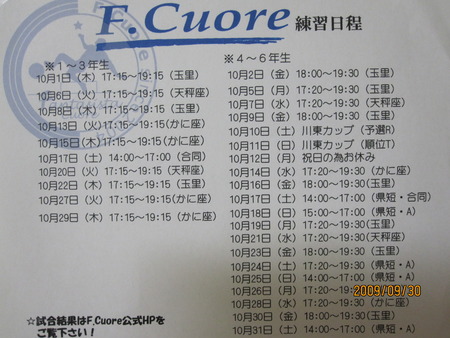 F.Cuore 練習日程
※1～3年生
10月1日（木）17:15～19:15（玉里）
10月6日（火）17:15～19:15（天秤座）
10月8日（木）17:15～19:15（玉里）
10月13日（火）17:15～19:15(かに座）
10月15日(木）17:15～19:15(かに座）
10月17日（土）14:00～17:00（合同）
10月20日（火）17:15～19:15（天秤座）
10月22日（木）17:15～19:15（玉里）
10月27日（火）17:15～19:15(かに座）
10月29日（木）17:15～19:15（かに座）
※4～6年生
10月2日（金）18:00～19:30（玉里）
10月5日（月）17:20～19:30（玉里）
10月7日（水）17:20～19:30（天秤座）
10月9日（金）18:00～19:30（玉里）
10月10日（土）川東カップ（予選R）
10月11日（日）川東カップ（順位T）
10月12日（月）祝日の為お休み
10月14日（水）17:20～19:30（かに座）
10月16日（金）18:00～19:30(玉里）
10月17日（土）14:00～17:00（県短・合同）
10月18日（日）15:00～17:00（県短・A）
10月19日（月）17:20～19:30(玉里）
10月21日（水）17:20～19:30(天秤座）
10月23日（金）18:00～19:30（玉里）
10月24日（土）14:00～17:00（県短・A）
10月25日（日）14:00～17:00（県短・A）
10月26日（月）17:20～19:30
10月28日（水）17:20～19:30（かに座）
10月30日（金）18:00～19:30（玉里）
10月31日（土）14:00～17:00（県短・A）
☆試合結果はF.Cuore公式HPを
ご覧下さい！
2009/09/30